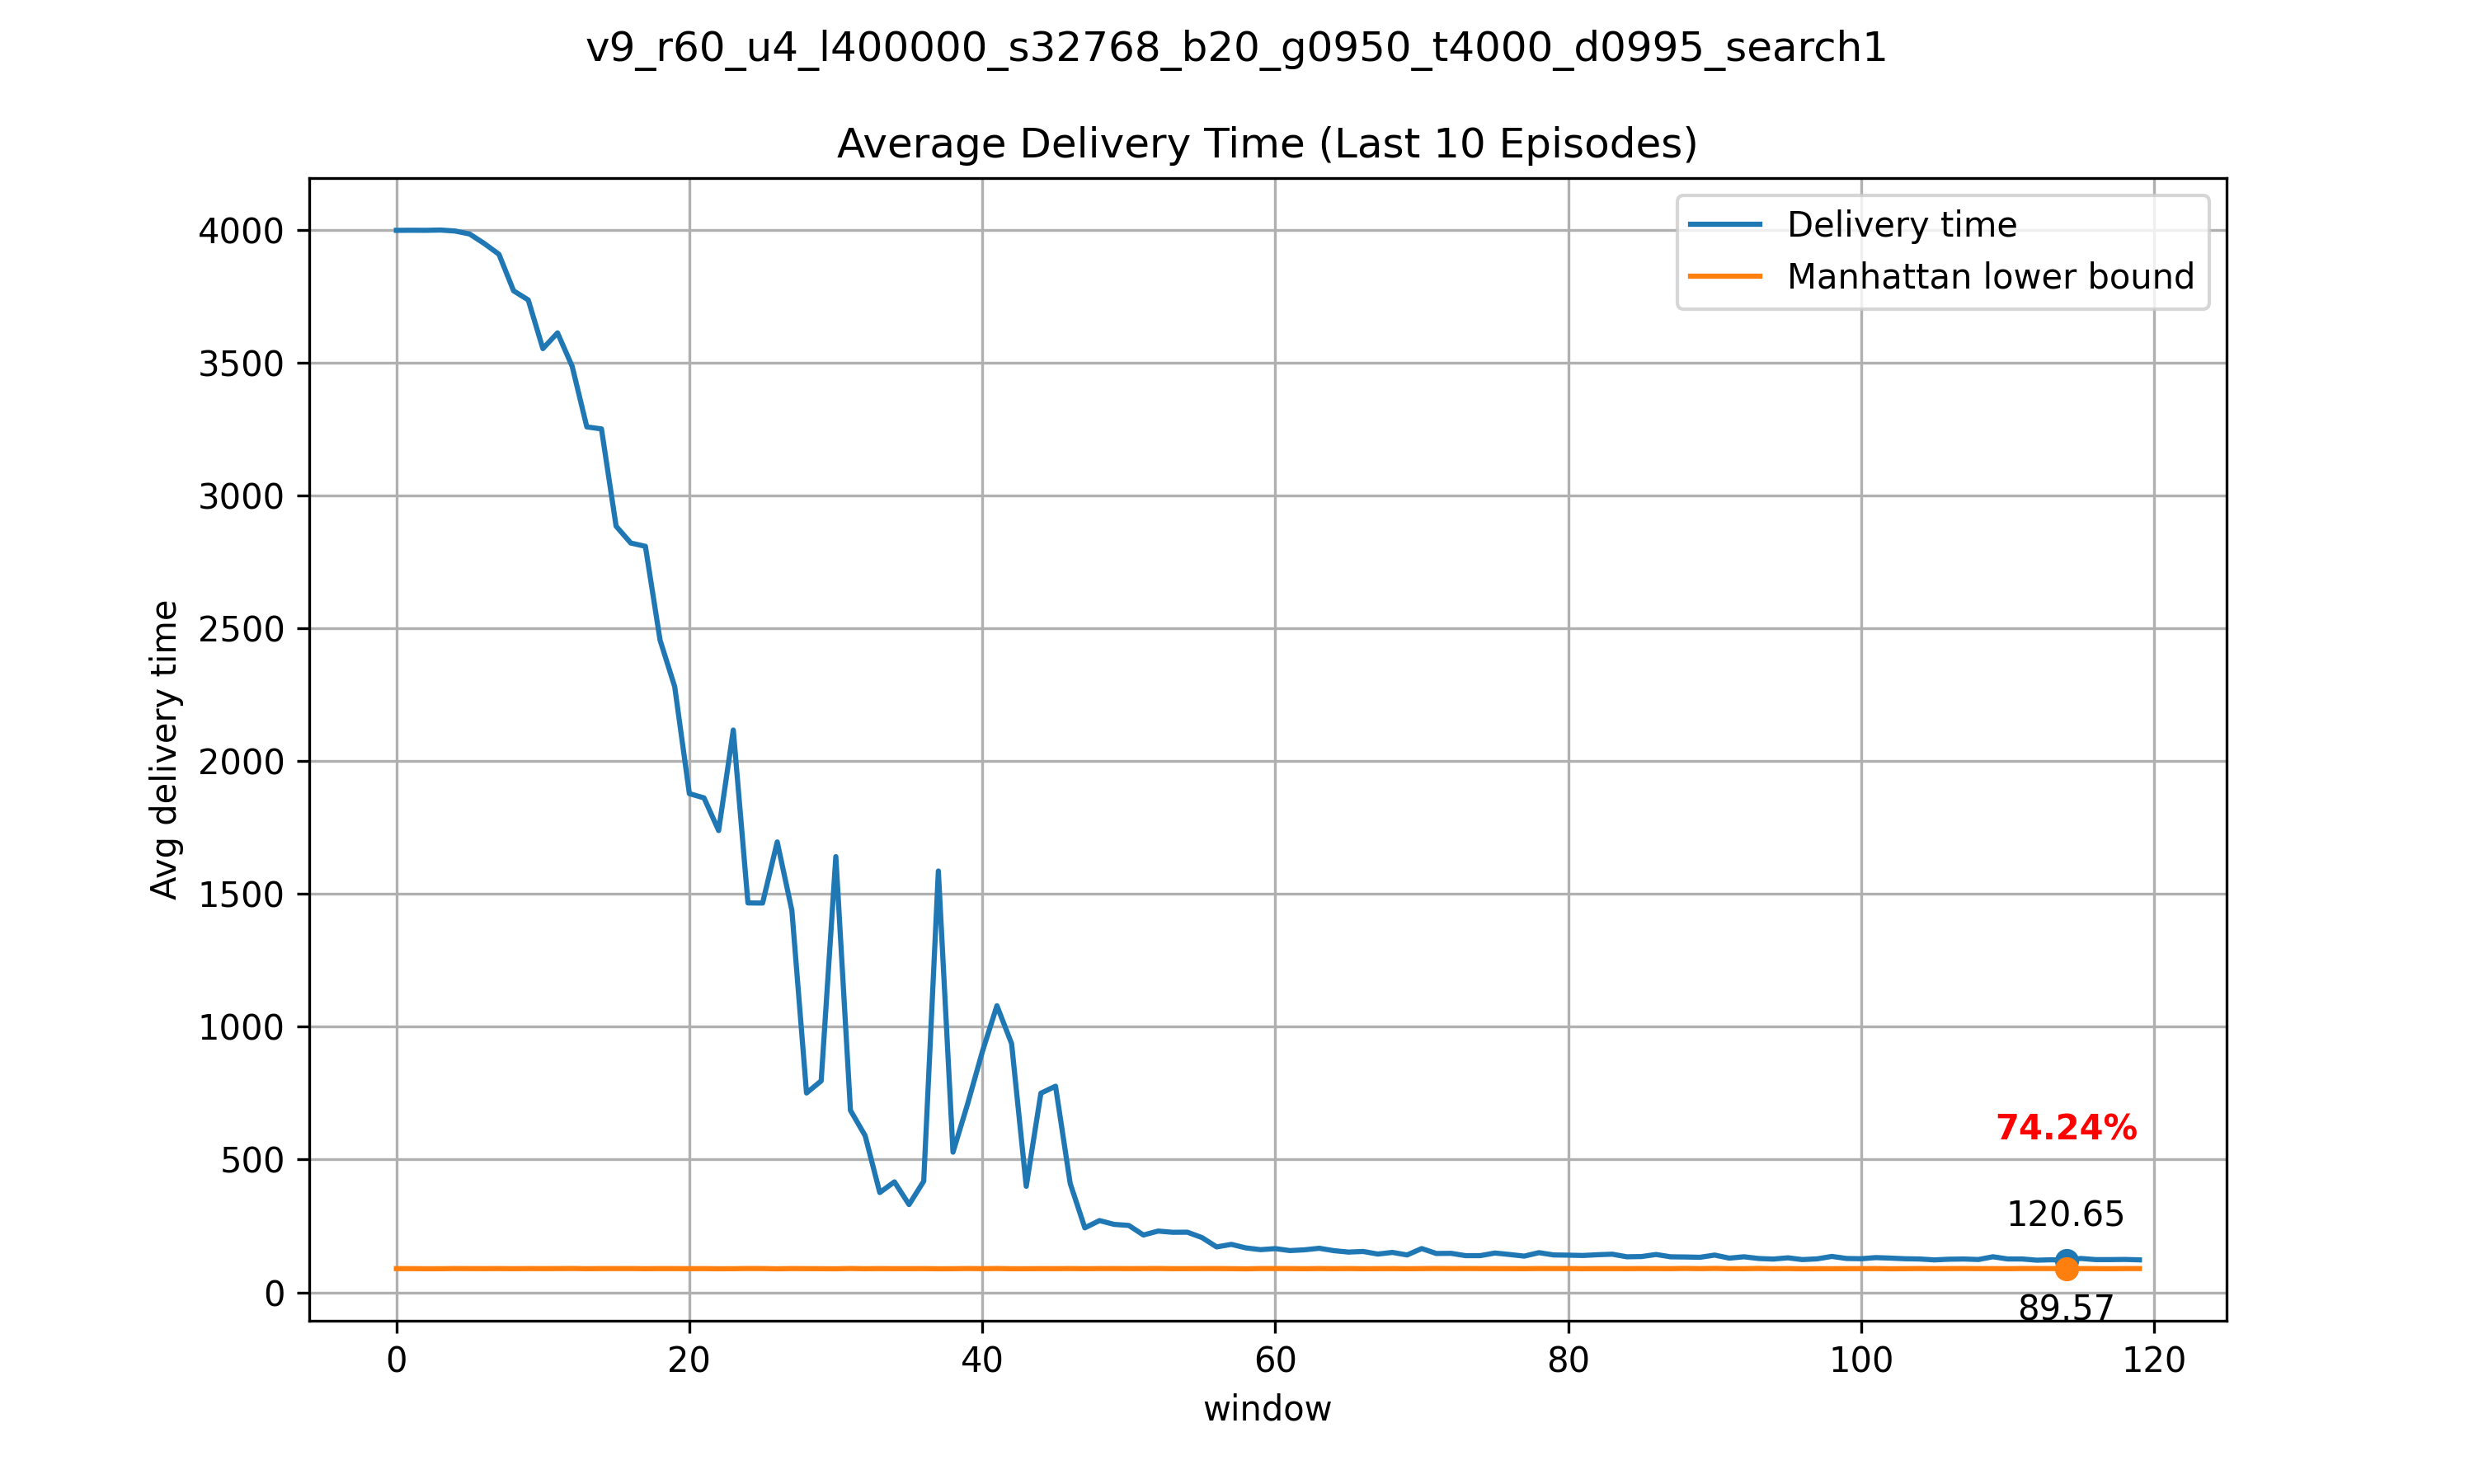 v9_r60_u4_l400000_s32768_b20_g0950_t4000_d0995_search1
Average Delivery Time (Last 10 Episodes)
Delivery time
Manhattan lower bound
Avg delivery time
4000
3500
3000
2500
2000
1500
1000
500
0
74.24%
120.65
89.57
0 20 40 60 80 100 120
window